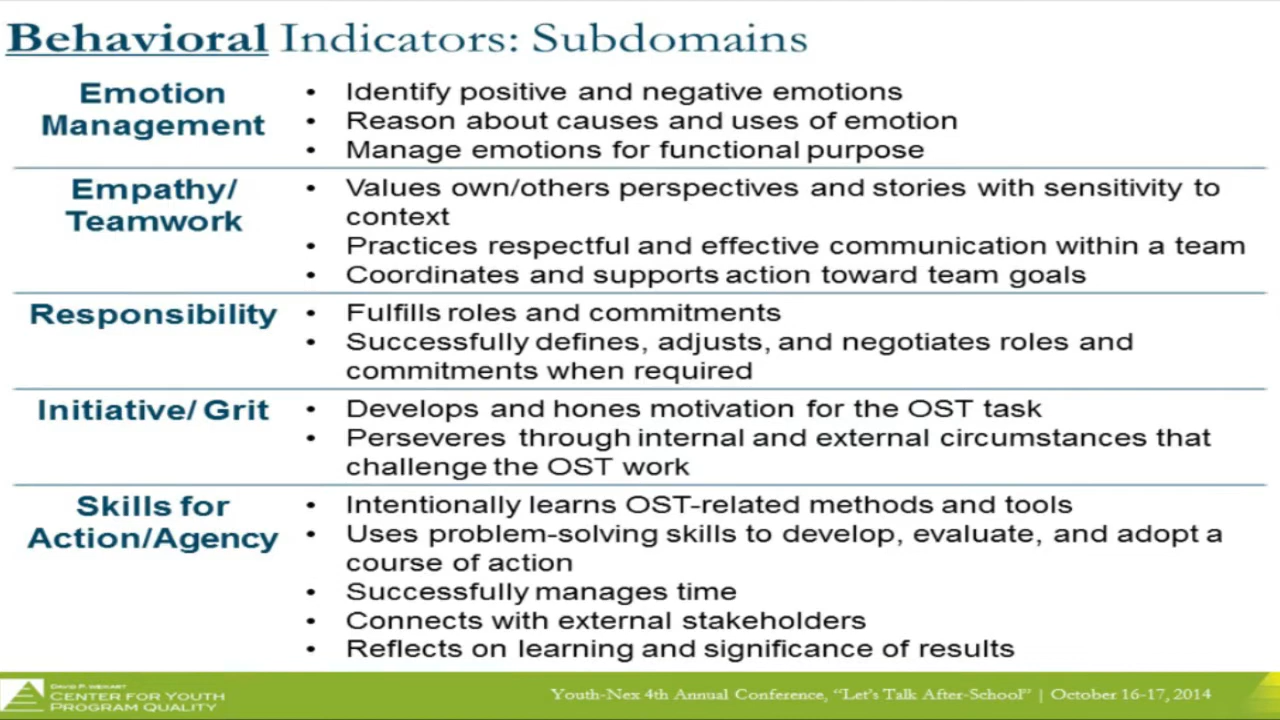 Behavioral Indicators: Subdomains
Emotion
Management
• Identify positive and negative emotions
• Reason about causes and uses of emotion
• Manage emotions for functional purpose
Empathy/
Teamwork
• Values own/others perspectives and stories with sensitivity to
context
• Practices respectful and effective communication within a team
• Coordinates and supports action toward team goals
Responsibility
• Fulfills roles and commitments
• Successfully defines, adjusts, and negotiates roles and
commitments when required
Initiative/ Grit
• Develops and hones motivation for the OST task
• Perseveres through internal and external circumstances that
challenge the OST work
Skills for
Action/Agency
• Intentionally learns OST-related methods and tools
• Uses problem-solving skills to develop, evaluate, and adopt a
course of action
• Successfully manages time
• Connects with external stakeholders
• Reflects on learning and significance of results
DAVID P. WEIKART
CENTER FOR YOUTH
PROGRAM QUALITY
Youth-Nex 4th Annual Conference, “Let's Talk After-School” | October 16-17, 2014